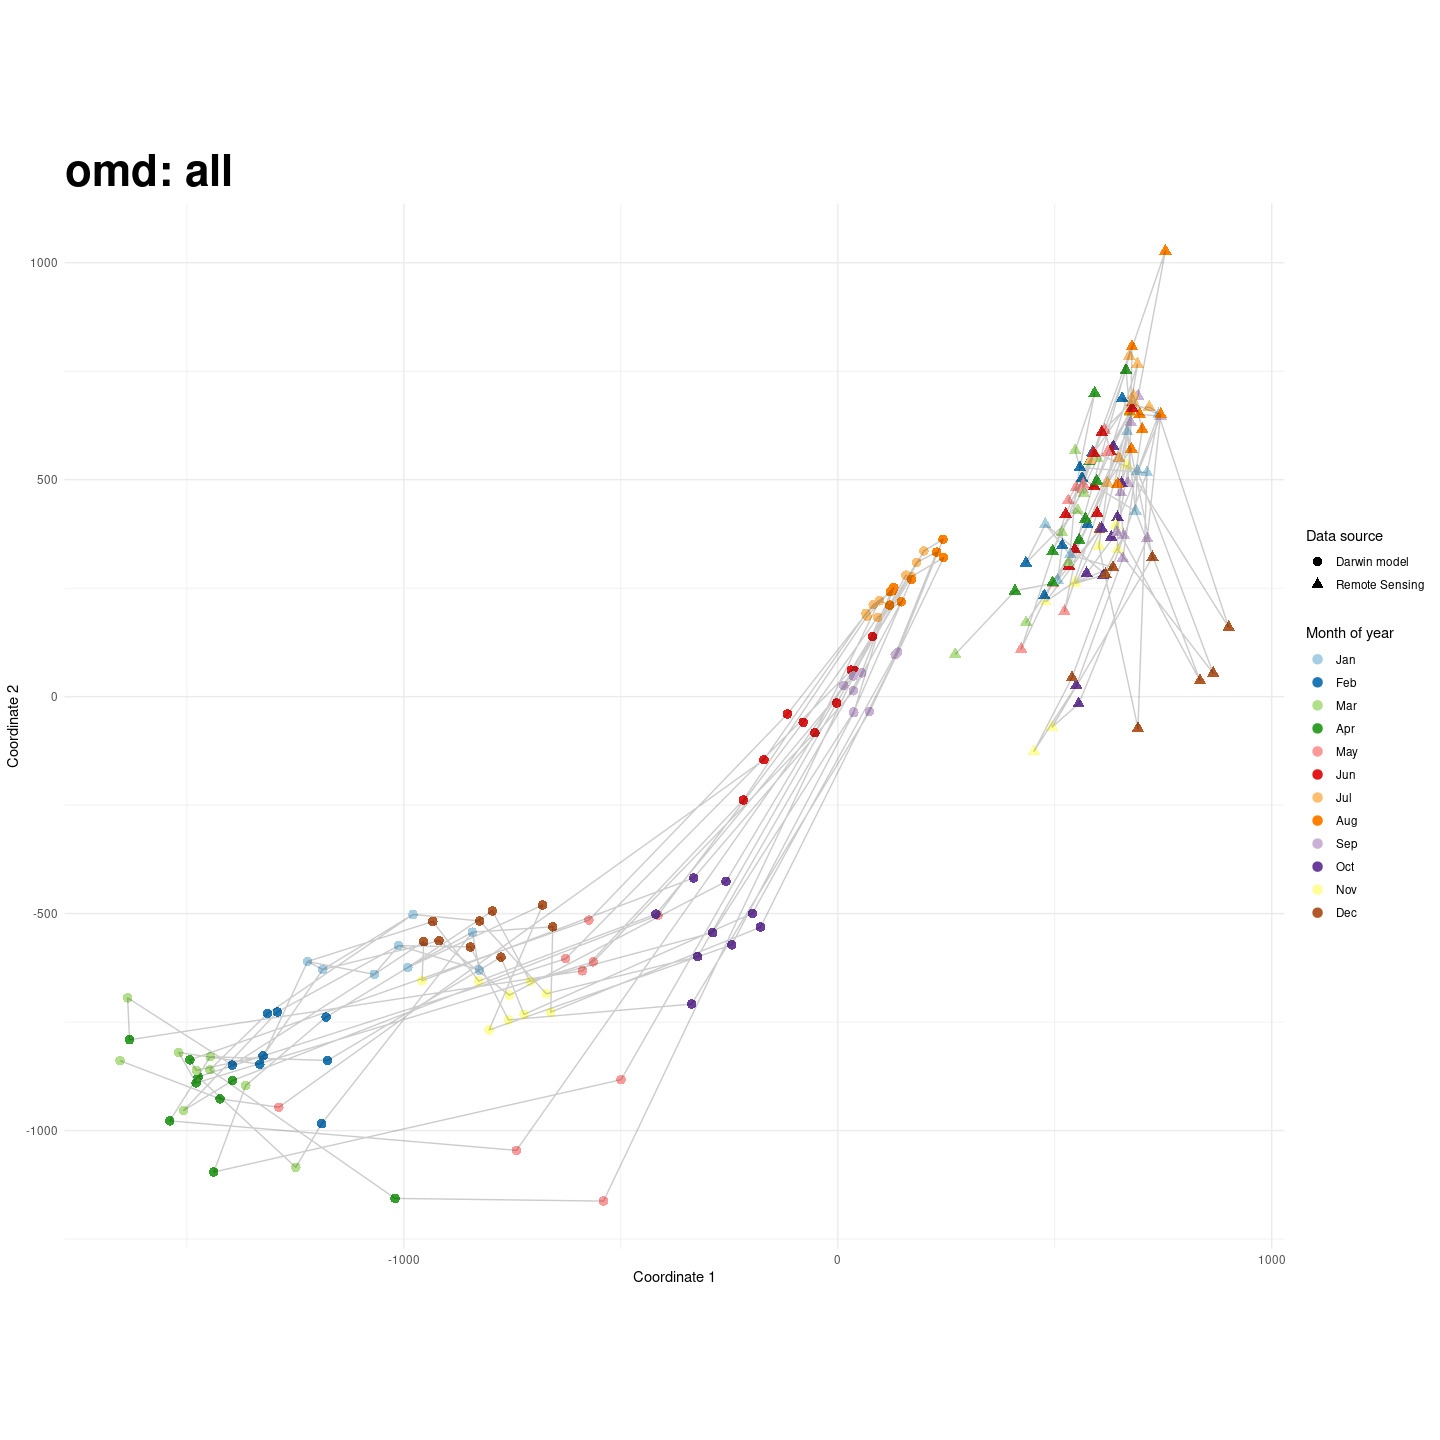 omd: all
1000
500
0
-500
-1000
Coordinate 2
-1000
0
1000
Coordinate 1
Data source
Darwin model
Remote Sensing
Month of year
Jan
Feb
Mar
Apr
May
Jun
Jul
Aug
Sep
Oct
Nov
Dec